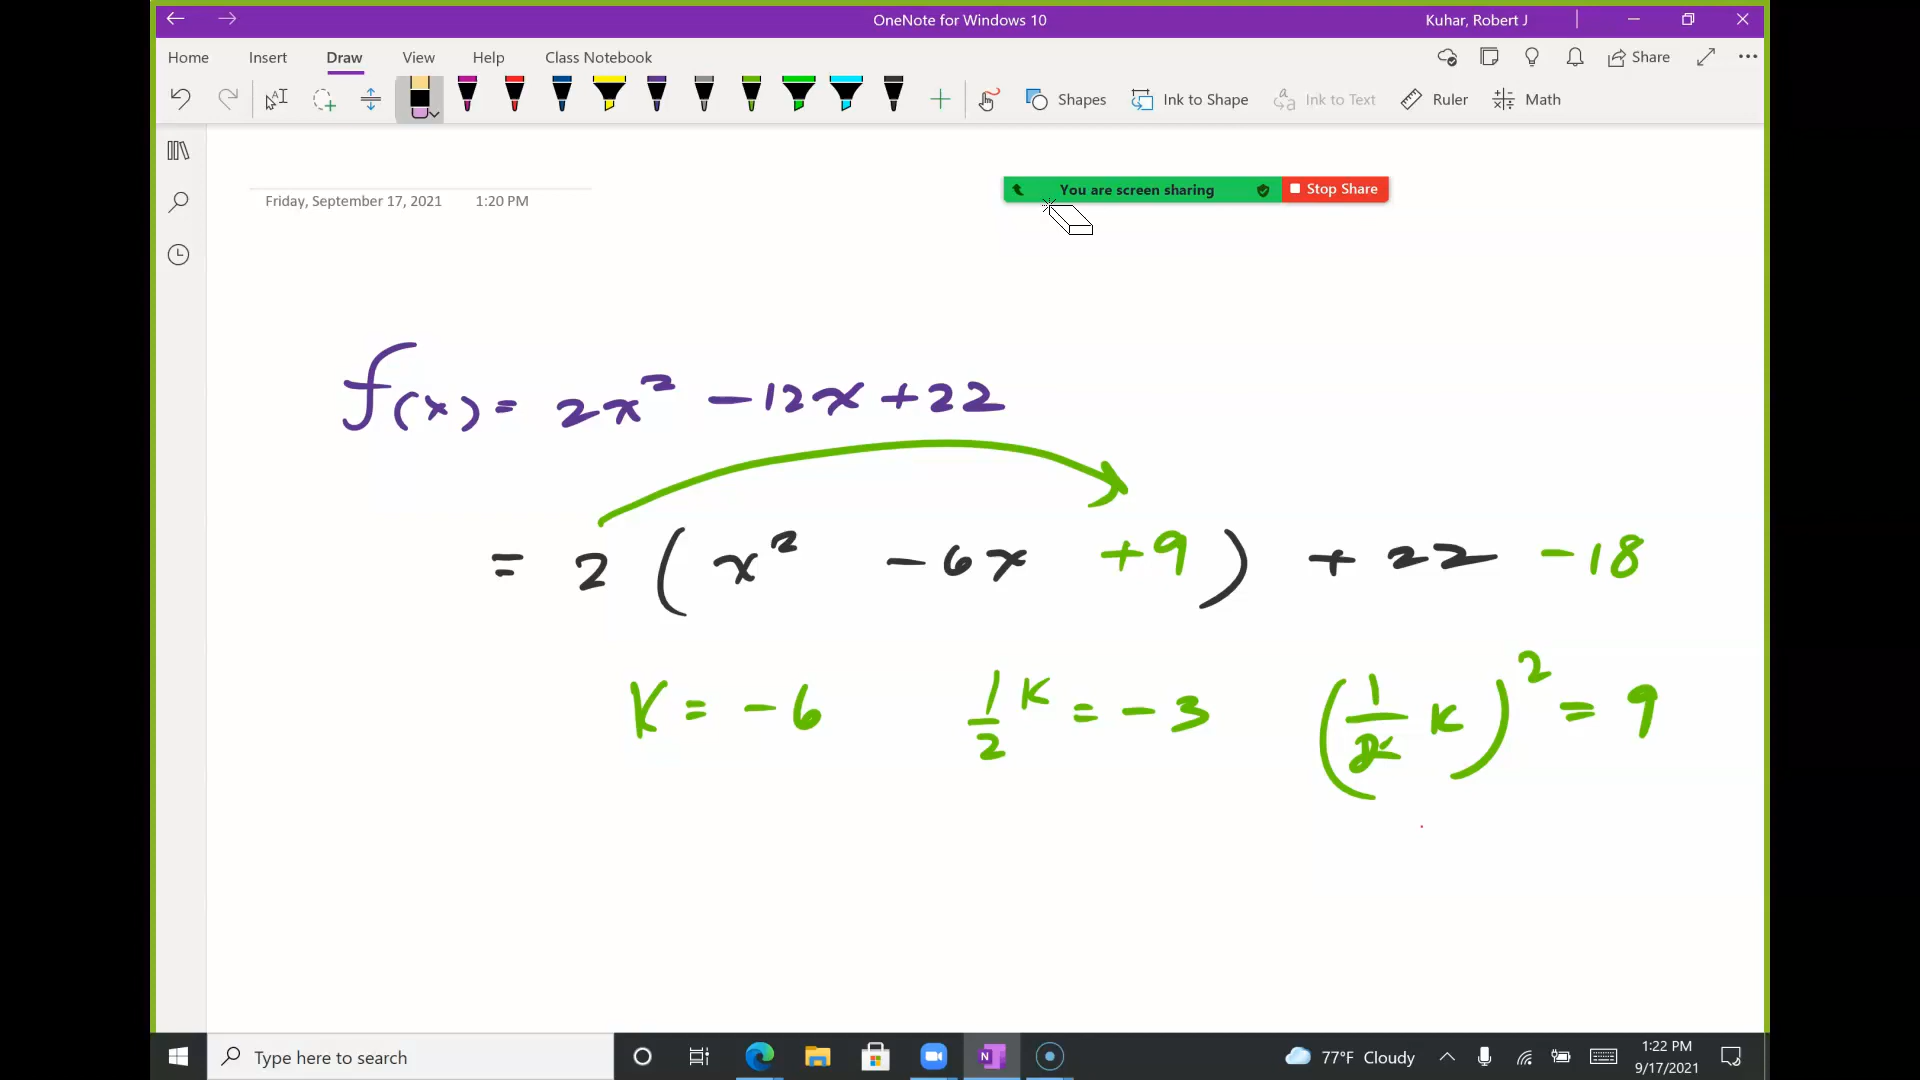 OneNote for Windows 10
Kuhar, Robert J
Home Insert Draw View Help Class Notebook Share
Shapes Ink to Shape Ink to Text Ruler Math
You are screen sharing Stop Share
Friday, September 17, 2021 1:20 PM
f(x) = 2x² - 12x + 22
= 2 ( x² - 6x + 9 ) + 22 - 18
K = -6 1/2 K = -3 (1/2 K)² = 9
Type here to search
77°F Cloudy
1:22 PM
9/17/2021